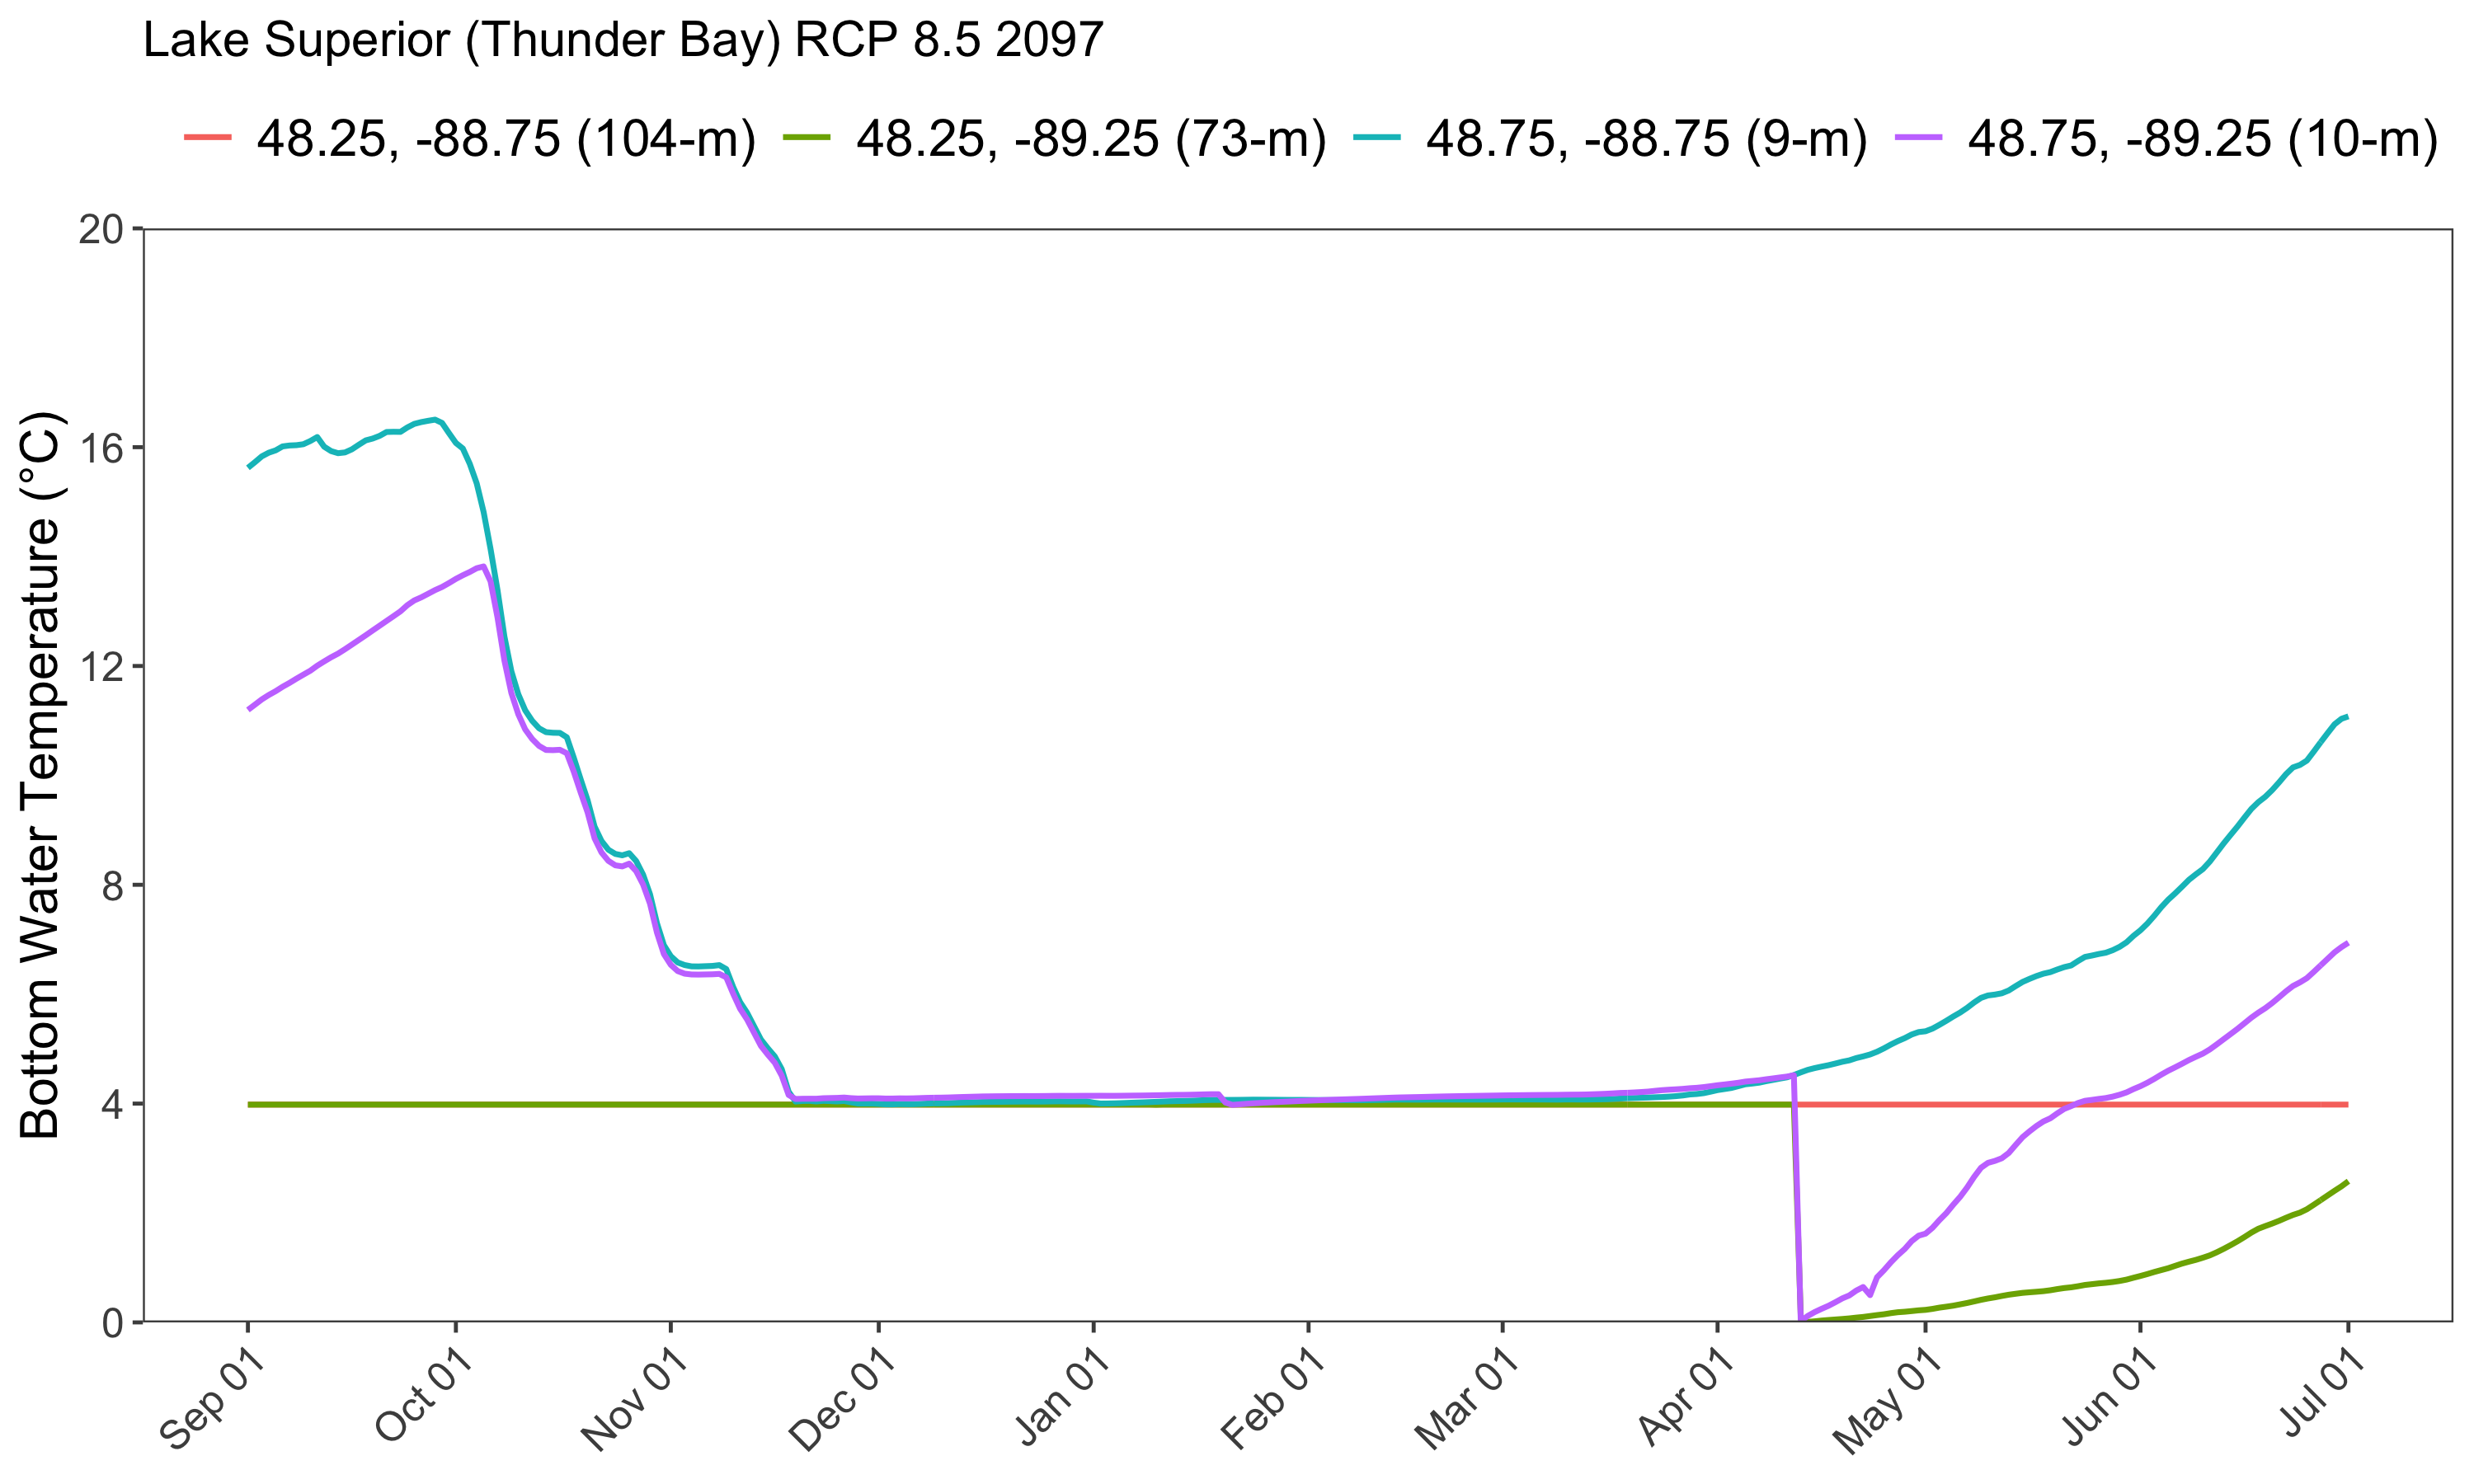 Lake Superior (Thunder Bay) RCP 8.5 2097
48.25, -88.75 (104-m) 48.25, -89.25 (73-m) 48.75, -88.75 (9-m) 48.75, -89.25 (10-m)
Bottom Water Temperature (°C)
20
16
12
8
4
0
Sep 01 Oct 01 Nov 01 Dec 01 Jan 01 Feb 01 Mar 01 Apr 01 May 01 Jun 01 Jul 01